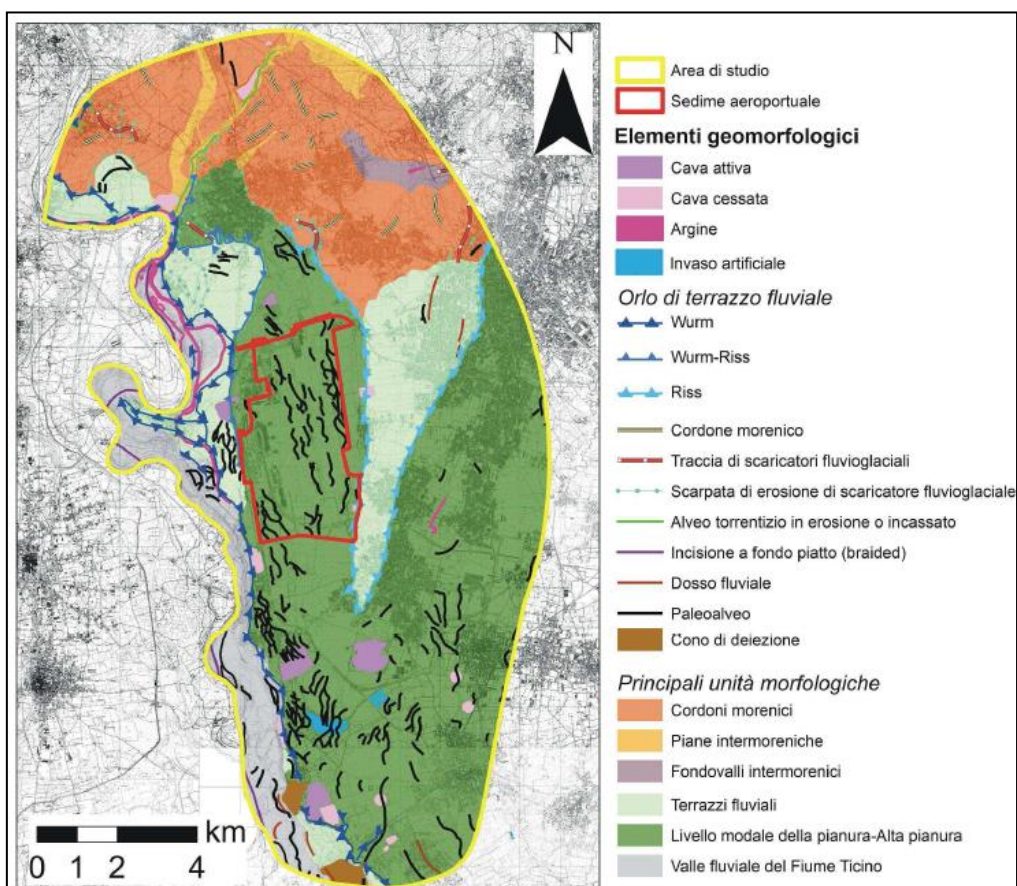 N
Area di studio
Sedime aeroportuale
Elementi geomorfologici
Cava attiva
Cava cessata
Argine
Invaso artificiale
Orlo di terrazzo fluviale
Wurm
Wurm-Riss
Riss
Cordone morenico
Traccia di scaricatori fluvioglaciali
Scarpata di erosione di scaricatore fluvioglaciale
Alveo torrentizio in erosione o incassato
Incisione a fondo piatto (braided)
Dosso fluviale
Paleoalveo
Cono di deiezione
Principali unità morfologiche
Cordoni morenici
Piane intermoreniche
Fondovalli intermorenici
Terrazzi fluviali
Livello modale della pianura-Alta pianura
Valle fluviale del Fiume Ticino
km
0 1 2 4